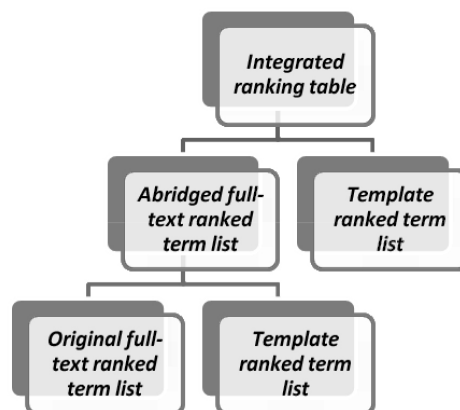 Integrated
ranking table
Abridged full-
text ranked
term list
Template
ranked term
list
Original full-
text ranked
term list
Template
ranked term
list